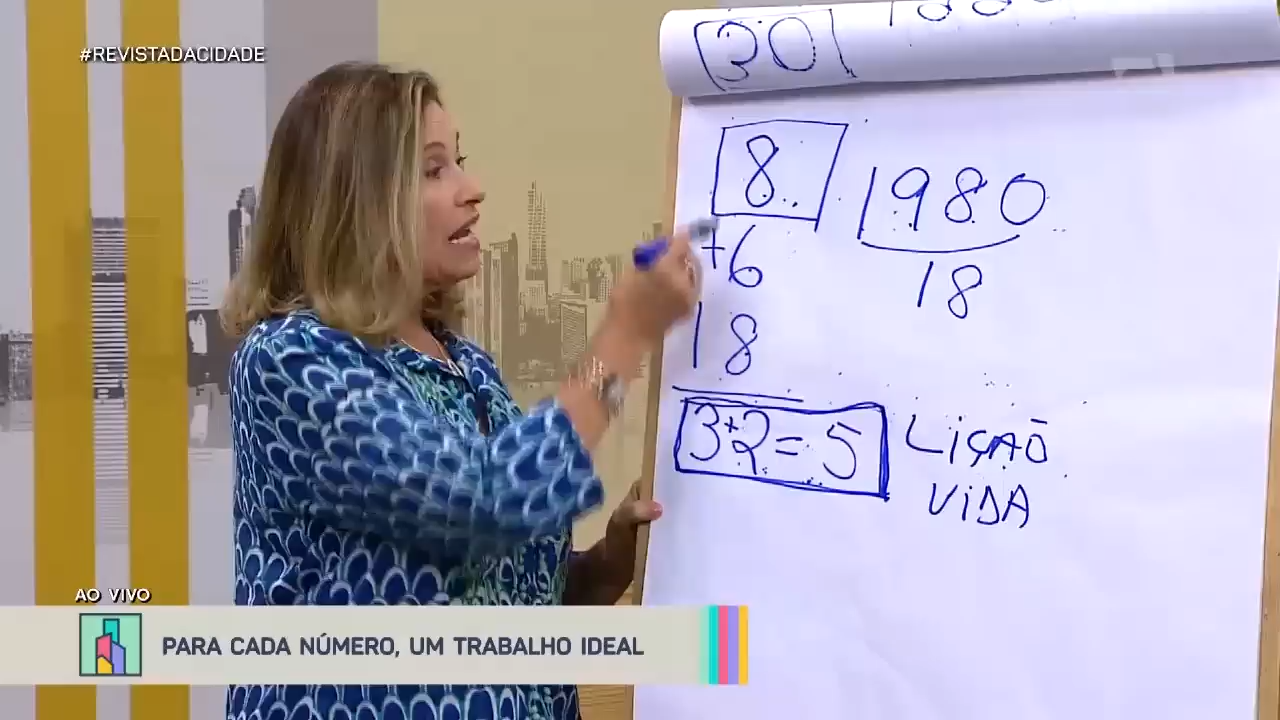 #REVISTADACIDADE
30
8
1980
+6
18
18
3+2=5
LIÇAÕ
VIDA
AO VIVO
PARA CADA NÚMERO, UM TRABALHO IDEAL